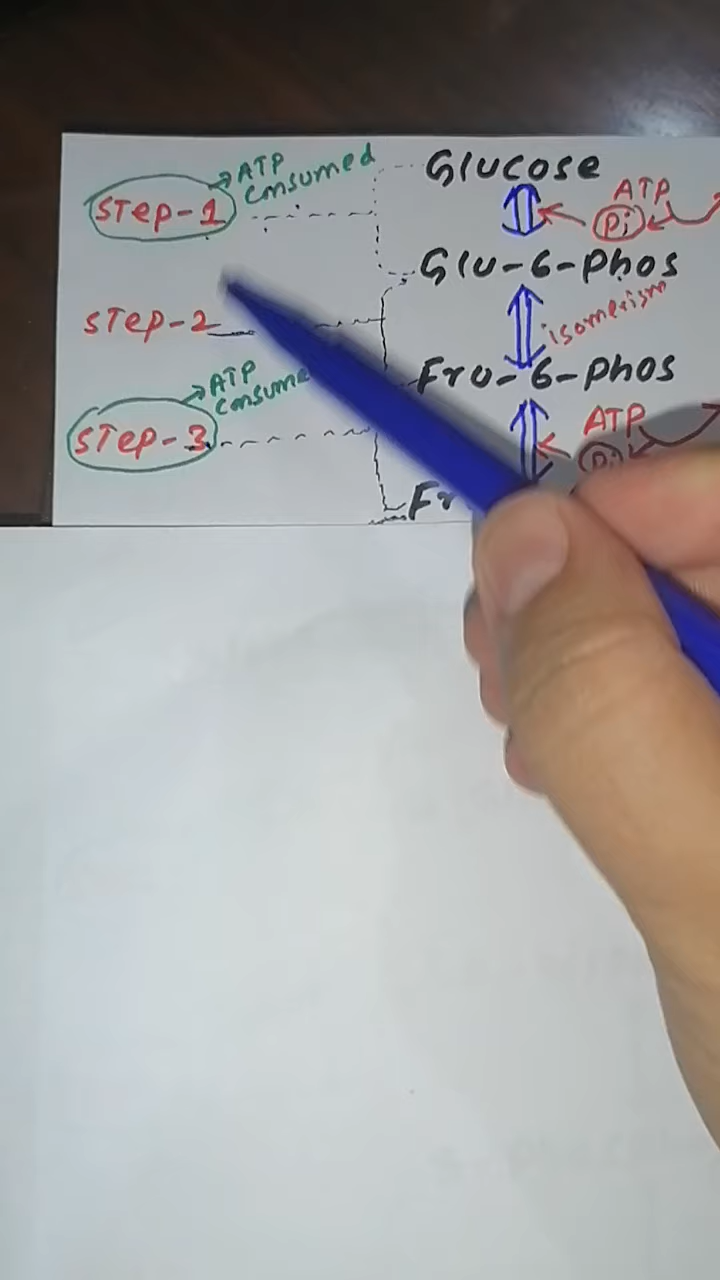 ATP
consumed
Glucose
STep-1
ATP
Pi
Glu-6-Phos
isomerism
STep-2
ATP
Fru-6-Phos
STep-3
ATP
Pi